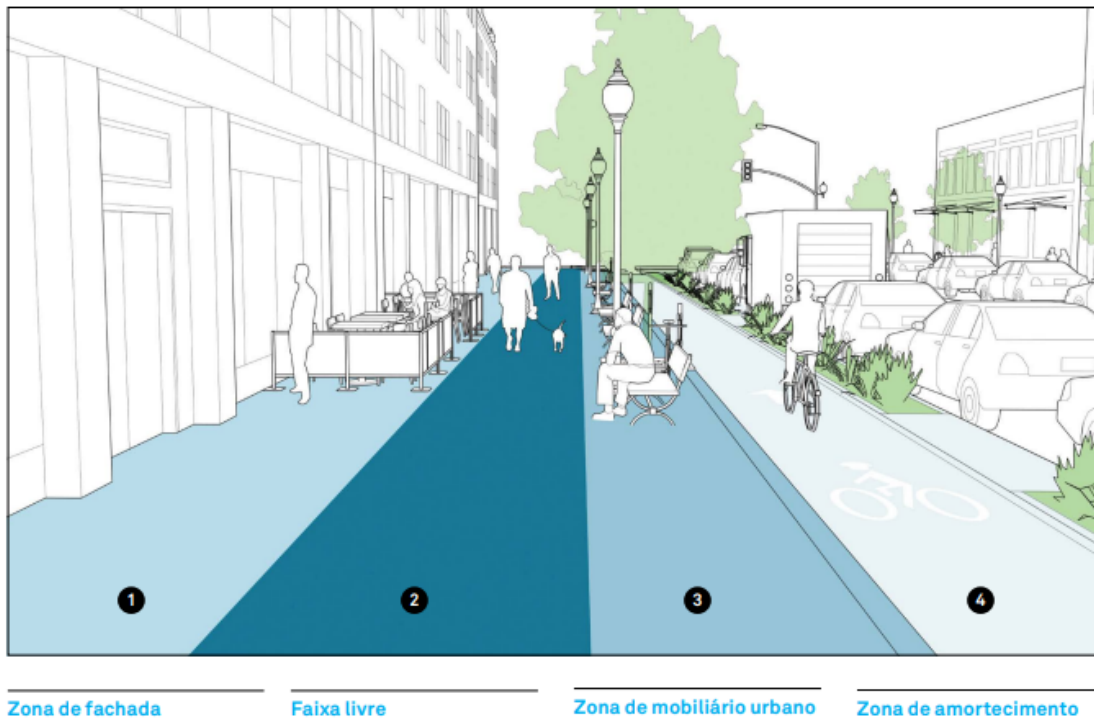 1
2
3
4
Zona de fachada
Faixa livre
Zona de mobiliário urbano
Zona de amortecimento